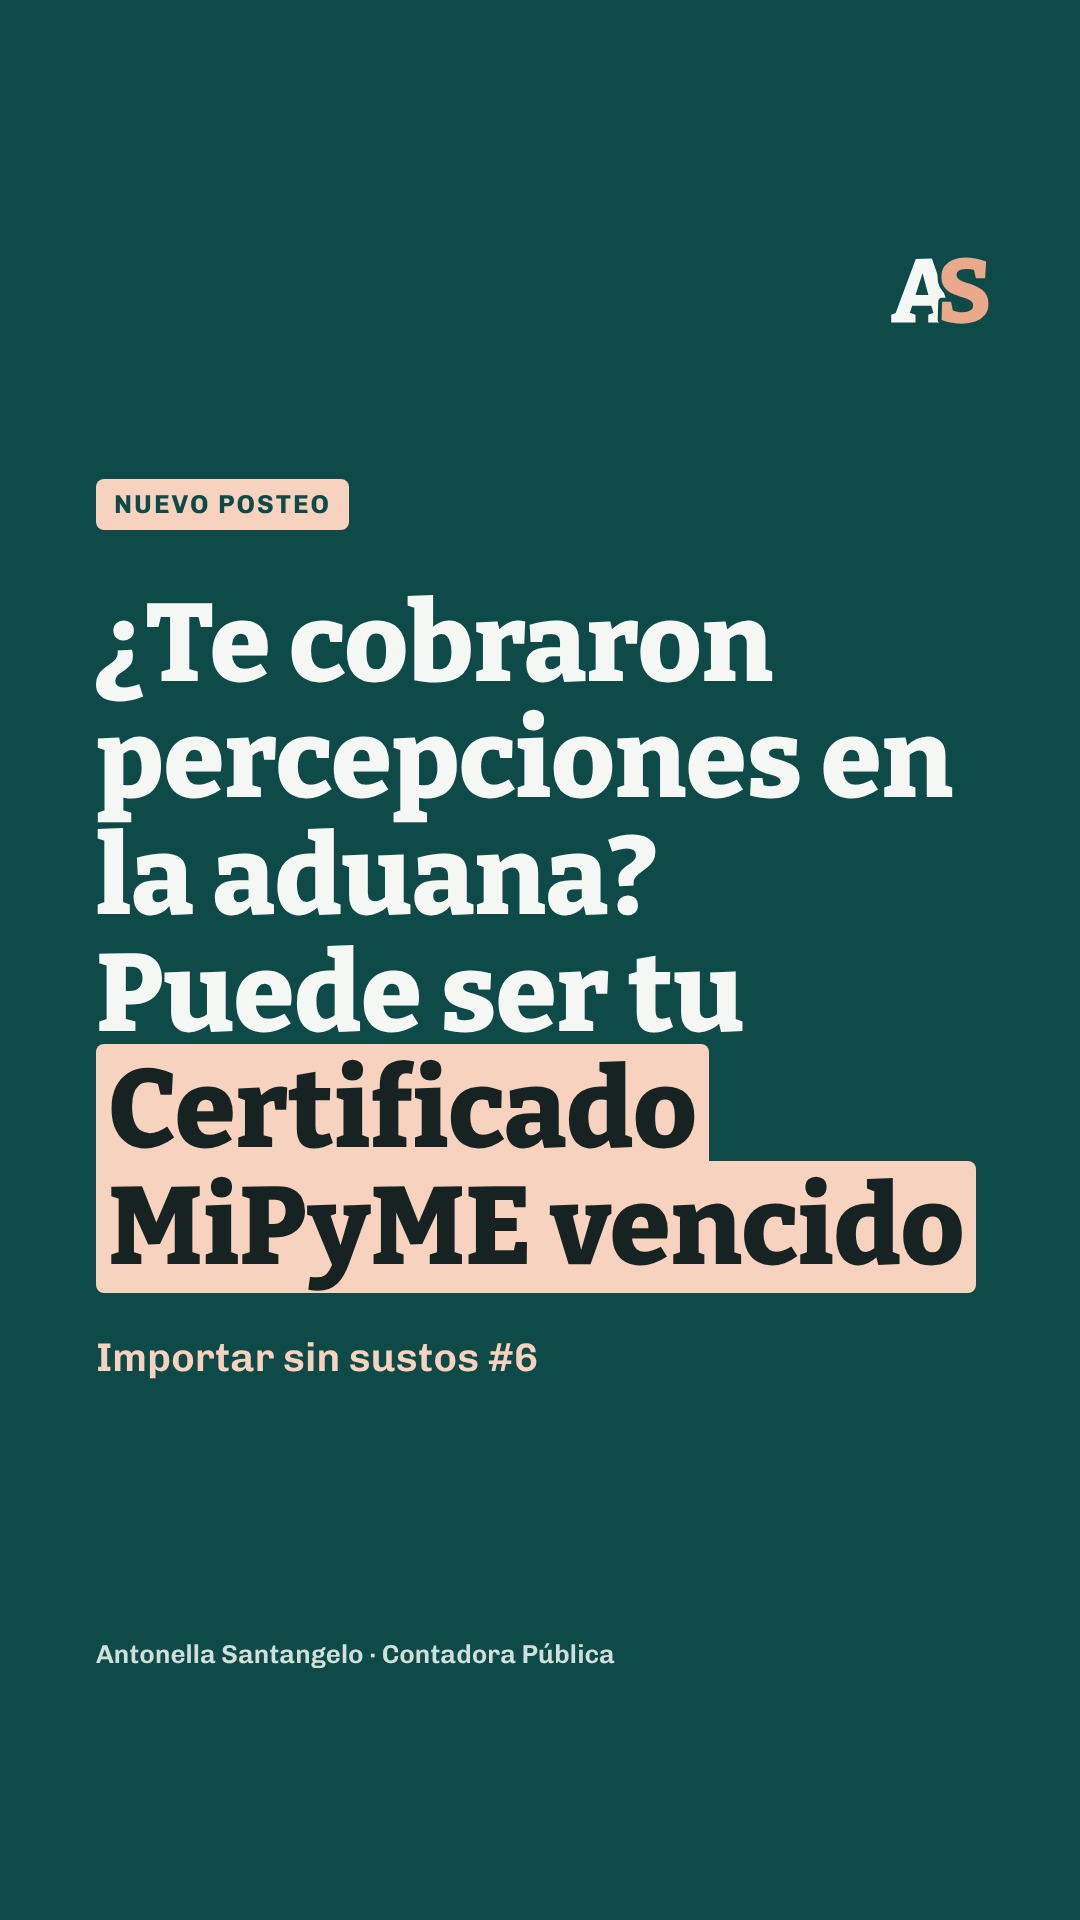 AS
NUEVO POSTEO
¿Te cobraron
percepciones en
la aduana?
Puede ser tu
Certificado
MiPyME vencido
Importar sin sustos #6
Antonella Santangelo · Contadora Pública